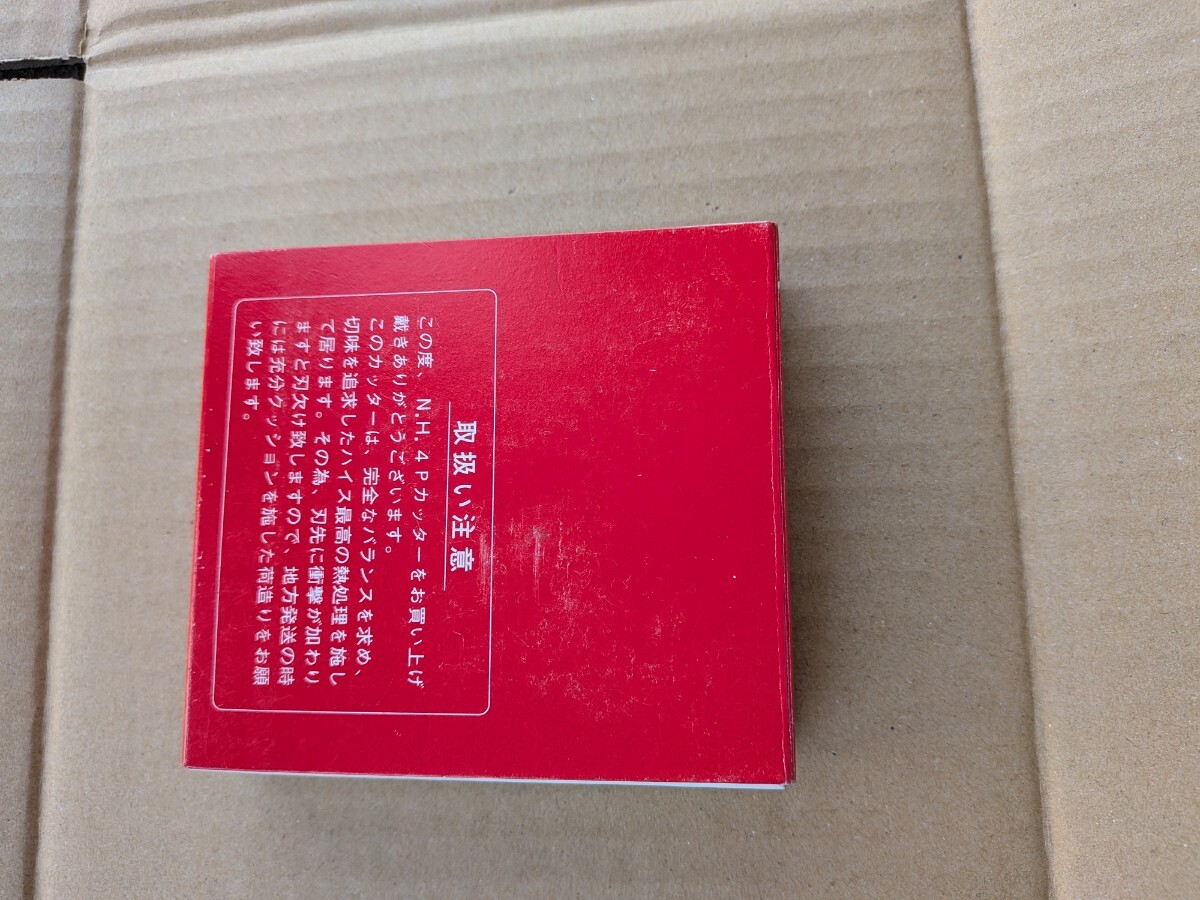 取扱い注意
この度、N.H.4Pカッターをお買い上げ
戴きありがとうございます。
このカッターは、完全なバランスを求め、
切味を追求したハイス最高の熱処理を施し
て居ります。その為、刃先に衝撃が加わり
ますと刃欠け致しますので、地方発送の時
には充分クッションを施した荷造りをお願
い致します。